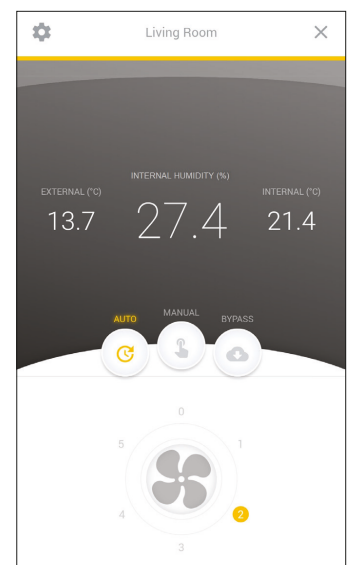 Living Room
INTERNAL HUMIDITY (%)
EXTERNAL (°C)
INTERNAL (°C)
13.7
27.4
21.4
AUTO
MANUAL
BYPASS
0
5
1
4
2
3